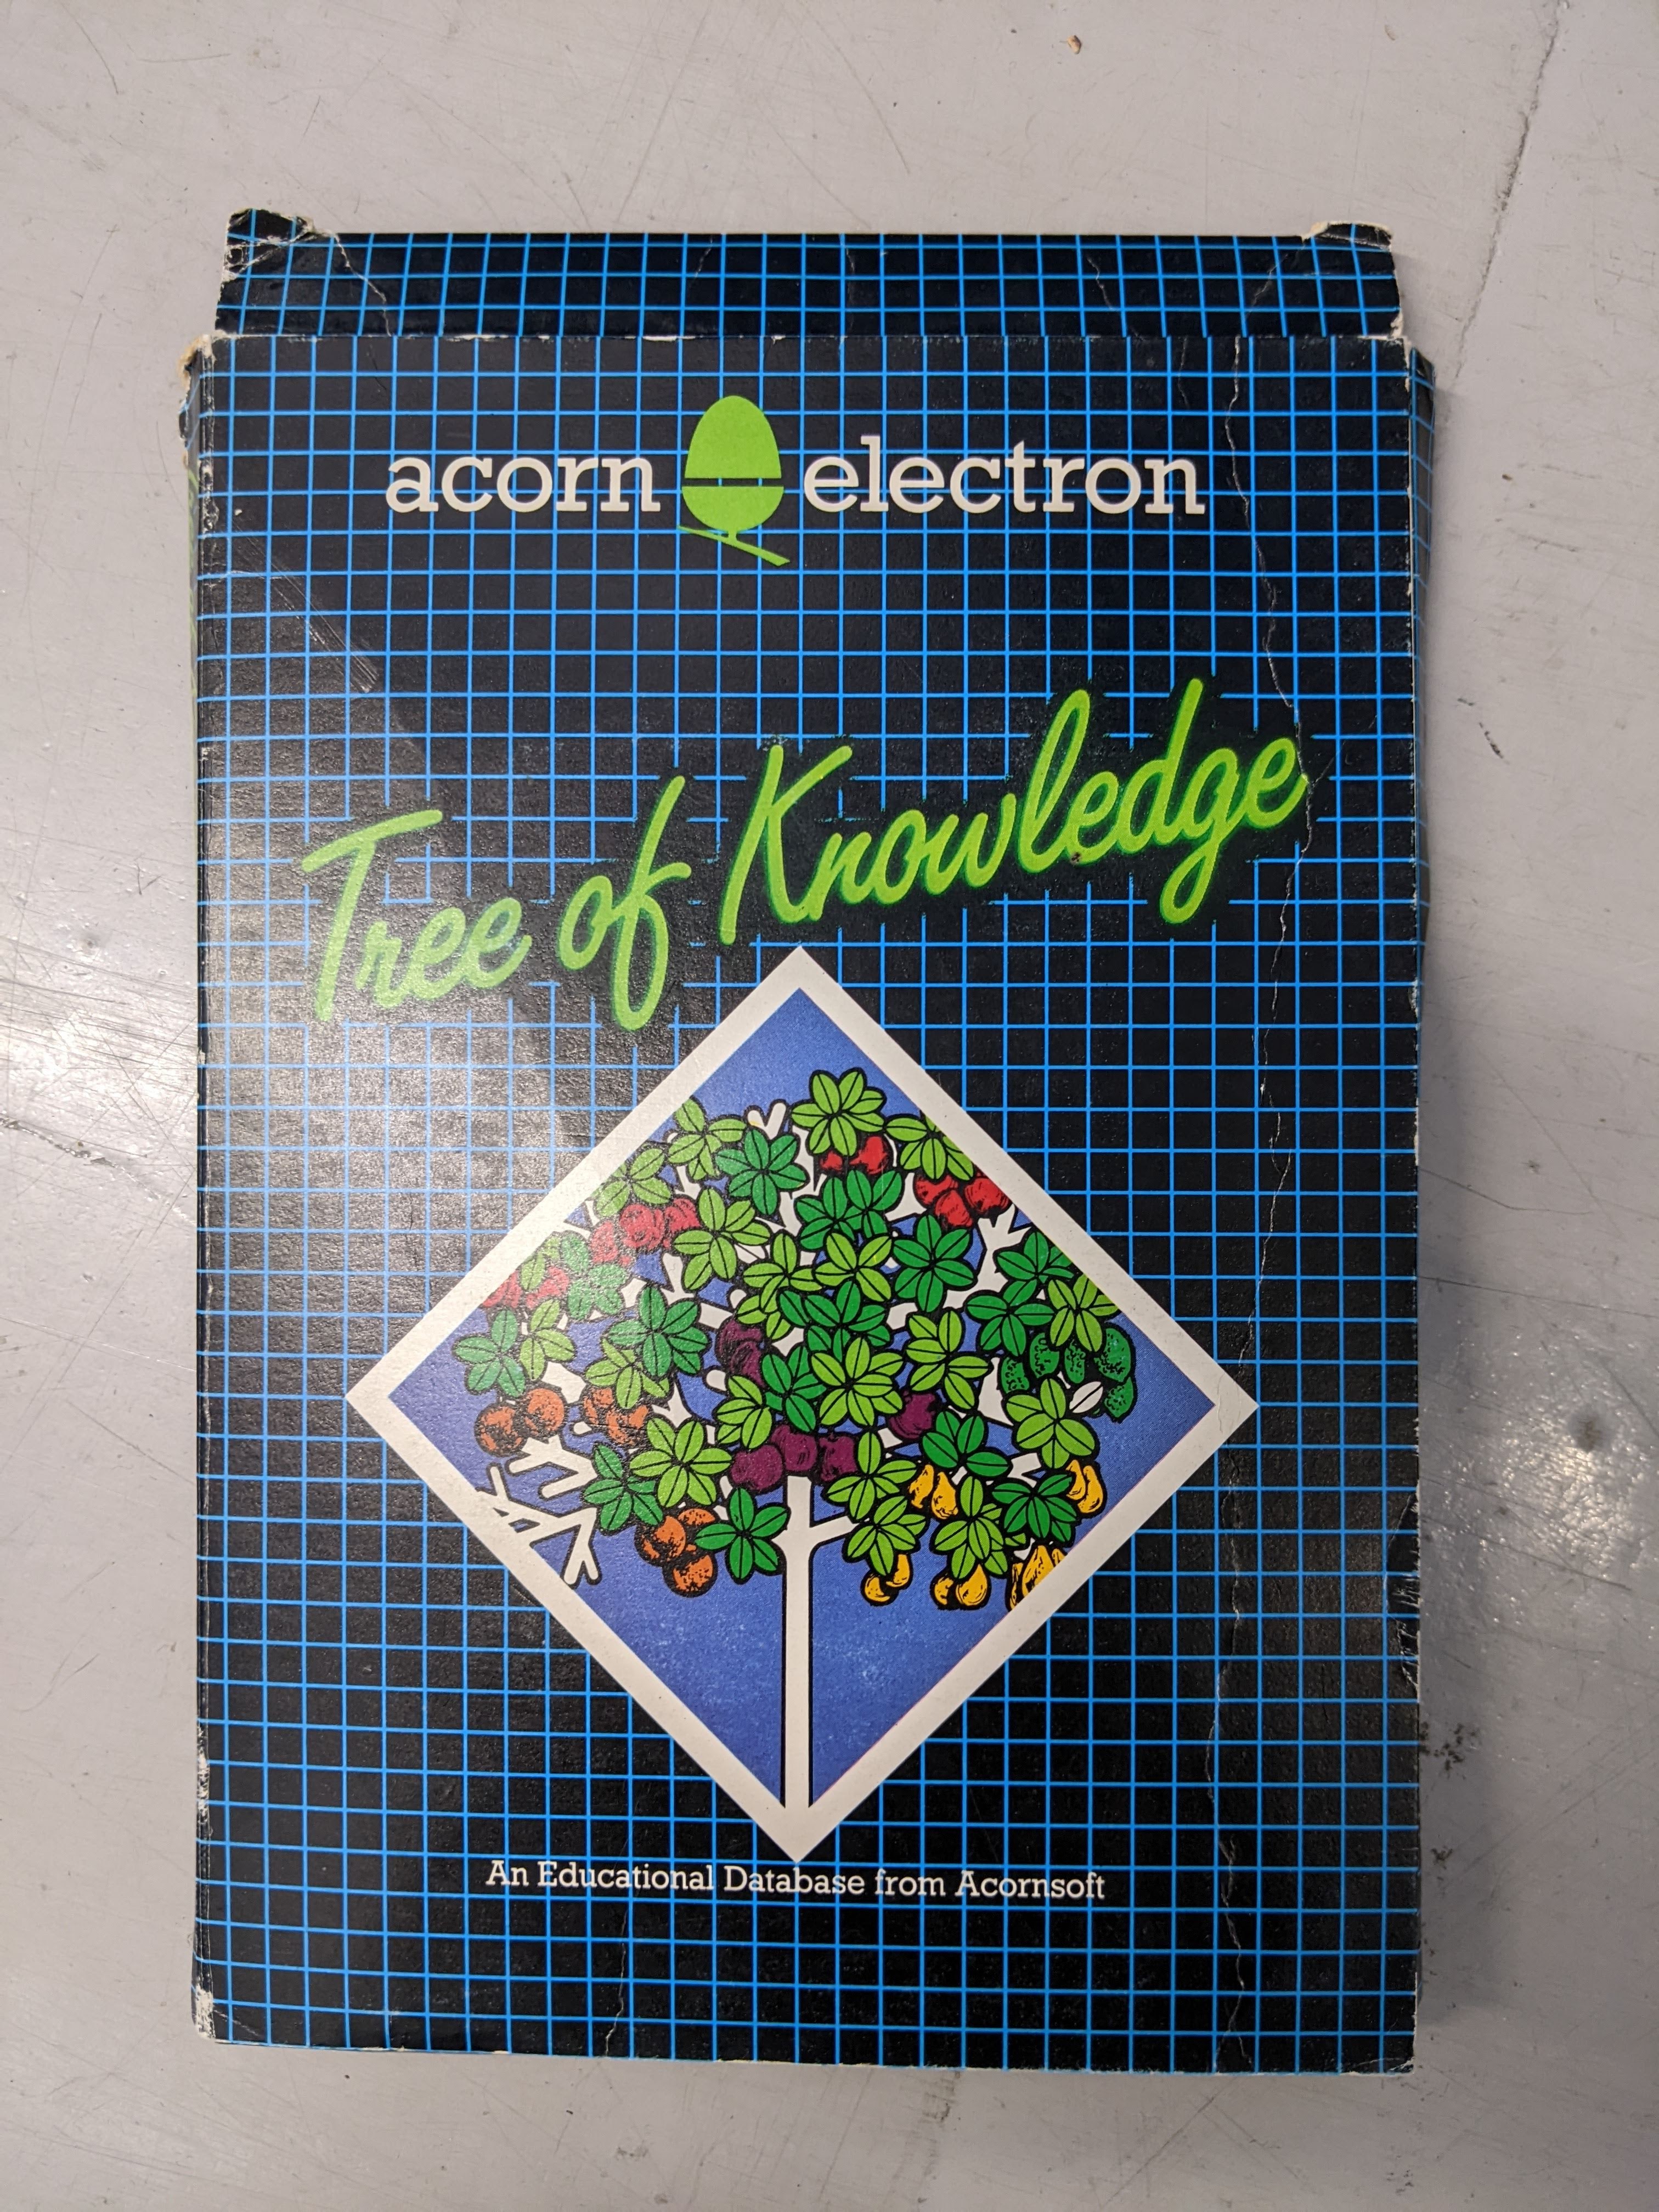 acorn electron
Tree of Knowledge
An Educational Database from Acornsoft